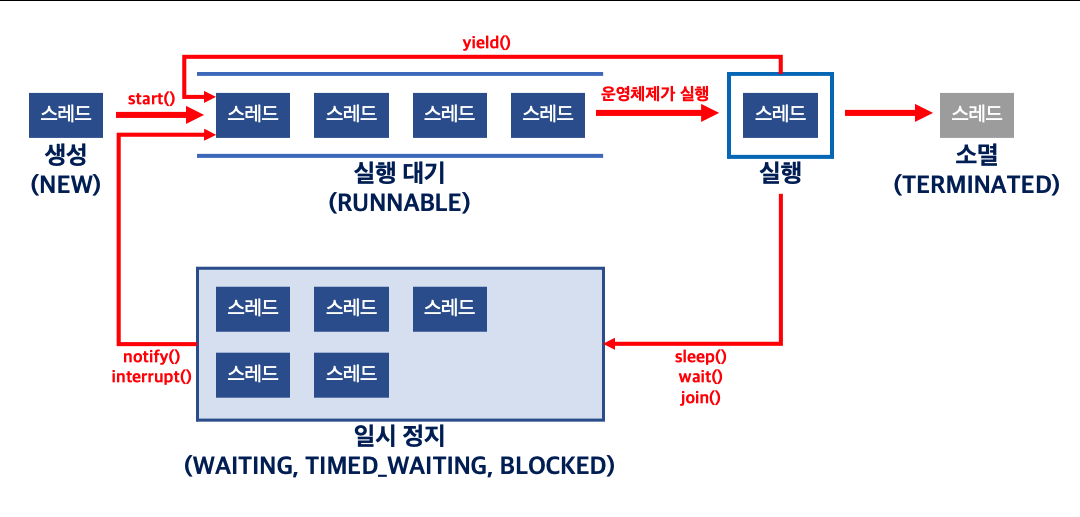 yield()
start()
운영체제가 실행
스레드
스레드
스레드
스레드
스레드
스레드
스레드
생성
(NEW)
실행 대기
(RUNNABLE)
실행
소멸
(TERMINATED)
스레드
스레드
스레드
스레드
스레드
notify()
interrupt()
sleep()
wait()
join()
일시 정지
(WAITING, TIMED_WAITING, BLOCKED)